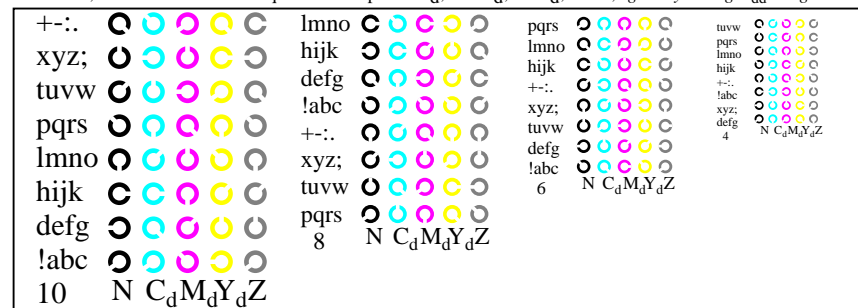 +-:.
xyz;
tuvw
pqrs
lmno
hijk
defg
!abc
10 N CdMdYdZ
lmno
hijk
defg
!abc
+-:.
xyz;
tuvw
pqrs
8 N CdMdYdZ
pqrs
lmno
hijk
+-:.
xyz;
tuvw
defg
!abc
6 N CdMdYdZ
tuvw
pqrs
lmno
hijk
+-:.
!abc
xyz;
defg
4 N CdMdYdZ